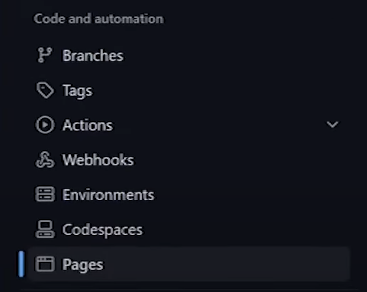 Code and automation
Branches
Tags
Actions
Webhooks
Environments
Codespaces
Pages